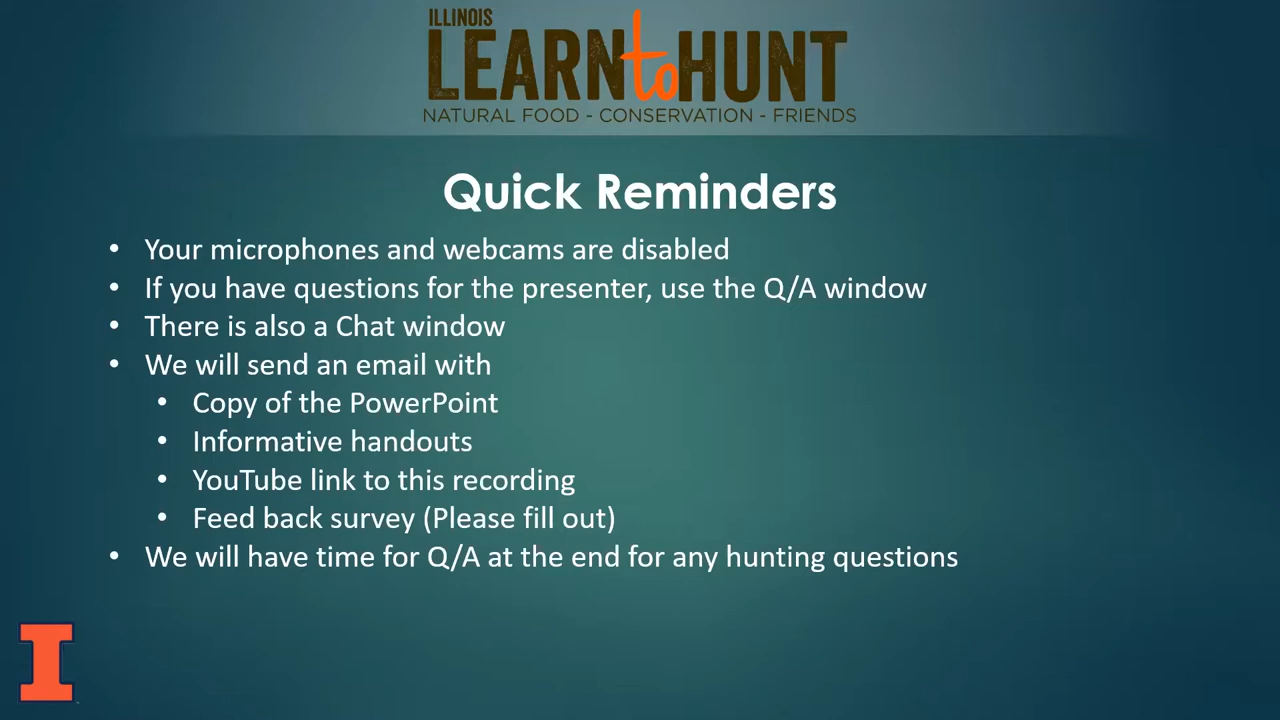 ILLINOIS
LEARN to HUNT
NATURAL FOOD - CONSERVATION - FRIENDS
Quick Reminders
• Your microphones and webcams are disabled
• If you have questions for the presenter, use the Q/A window
• There is also a Chat window
• We will send an email with
• Copy of the PowerPoint
• Informative handouts
• YouTube link to this recording
• Feed back survey (Please fill out)
• We will have time for Q/A at the end for any hunting questions
I